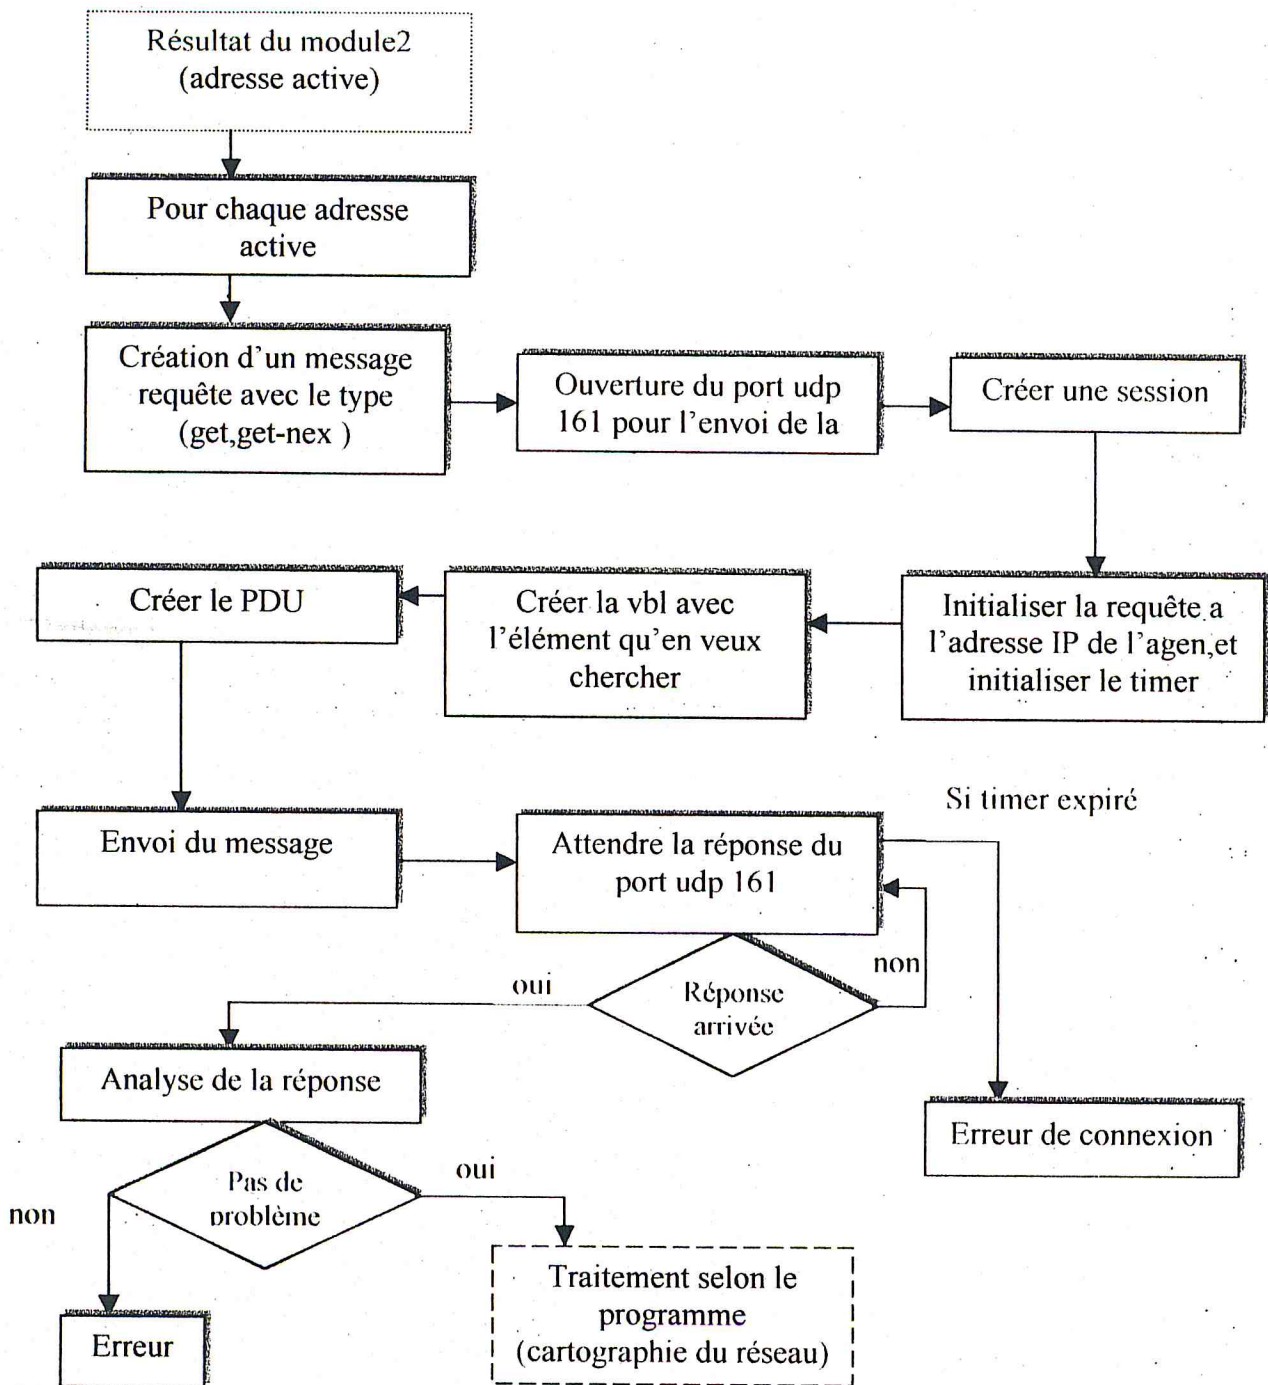 Résultat du module2
(adresse active)
Pour chaque adresse
active
Création d'un message
requête avec le type
(get,get-nex )
Ouverture du port udp
161 pour l'envoi de la
Créer une session
Initialiser la requête a
l'adresse IP de l'agen,et
initialiser le timer
Créer la vbl avec
l'élément qu'en veux
chercher
Créer le PDU
Envoi du message
Attendre la réponse du
port udp 161
Si timer expiré
non
oui
Réponse
arrivée
Analyse de la réponse
Erreur de connexion
Pas de
problème
oui
non
Traitement selon le
programme
(cartographie du réseau)
Erreur